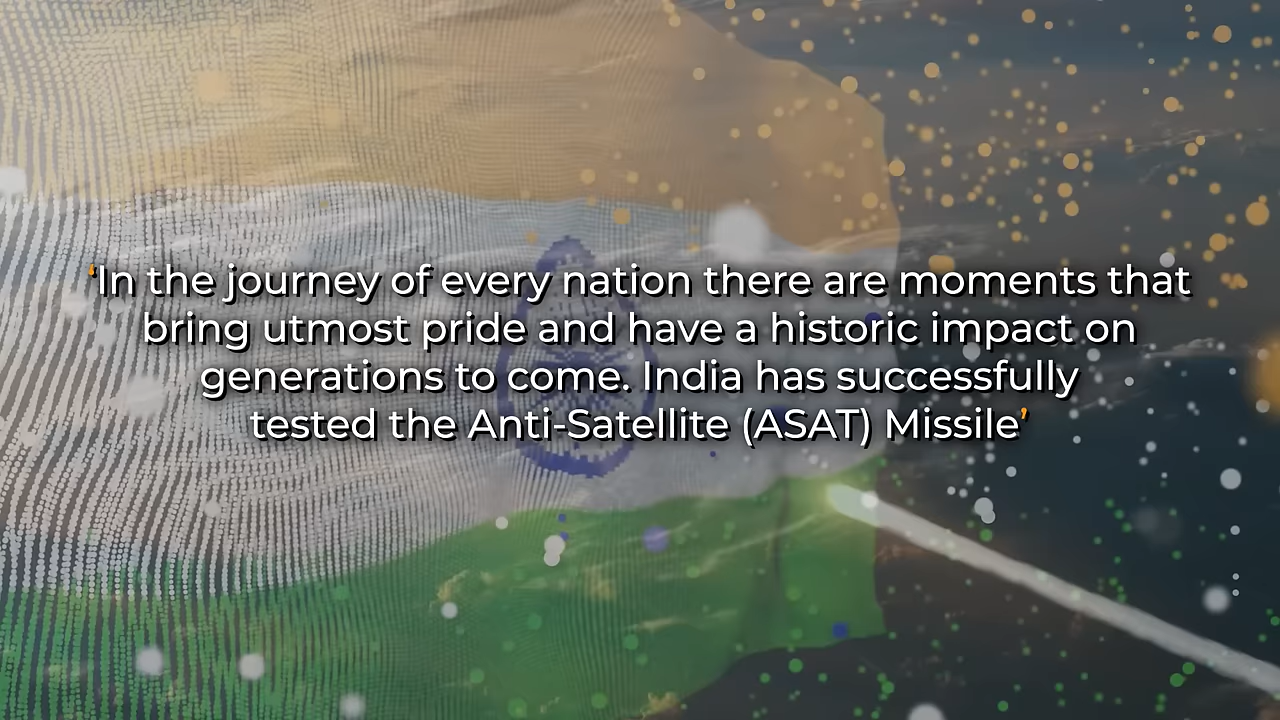 ‘In the journey of every nation there are moments that
bring utmost pride and have a historic impact on
generations to come. India has successfully
tested the Anti-Satellite (ASAT) Missile’